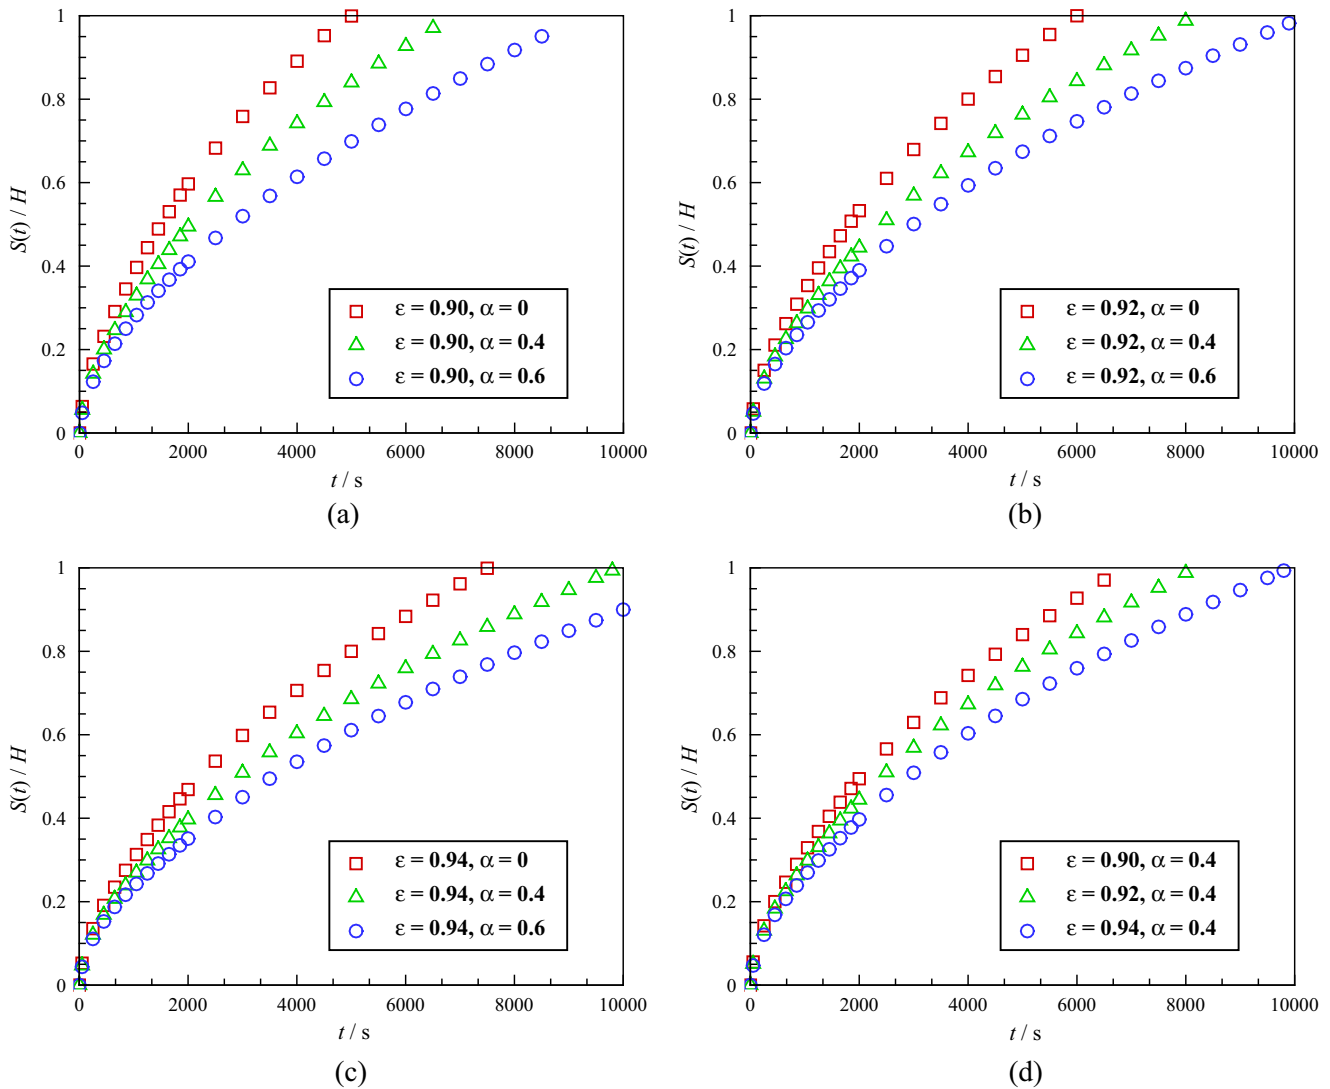 1
0.8
0.6
0.4
0.2
0
S(t) / H
0 2000 4000 6000 8000 10000
t / s
ε = 0.90, α = 0
ε = 0.90, α = 0.4
ε = 0.90, α = 0.6
(a)
1
0.8
0.6
0.4
0.2
0
S(t) / H
0 2000 4000 6000 8000 10000
t / s
ε = 0.92, α = 0
ε = 0.92, α = 0.4
ε = 0.92, α = 0.6
(b)
1
0.8
0.6
0.4
0.2
0
S(t) / H
0 2000 4000 6000 8000 10000
t / s
ε = 0.94, α = 0
ε = 0.94, α = 0.4
ε = 0.94, α = 0.6
(c)
1
0.8
0.6
0.4
0.2
0
S(t) / H
0 2000 4000 6000 8000 10000
t / s
ε = 0.90, α = 0.4
ε = 0.92, α = 0.4
ε = 0.94, α = 0.4
(d)